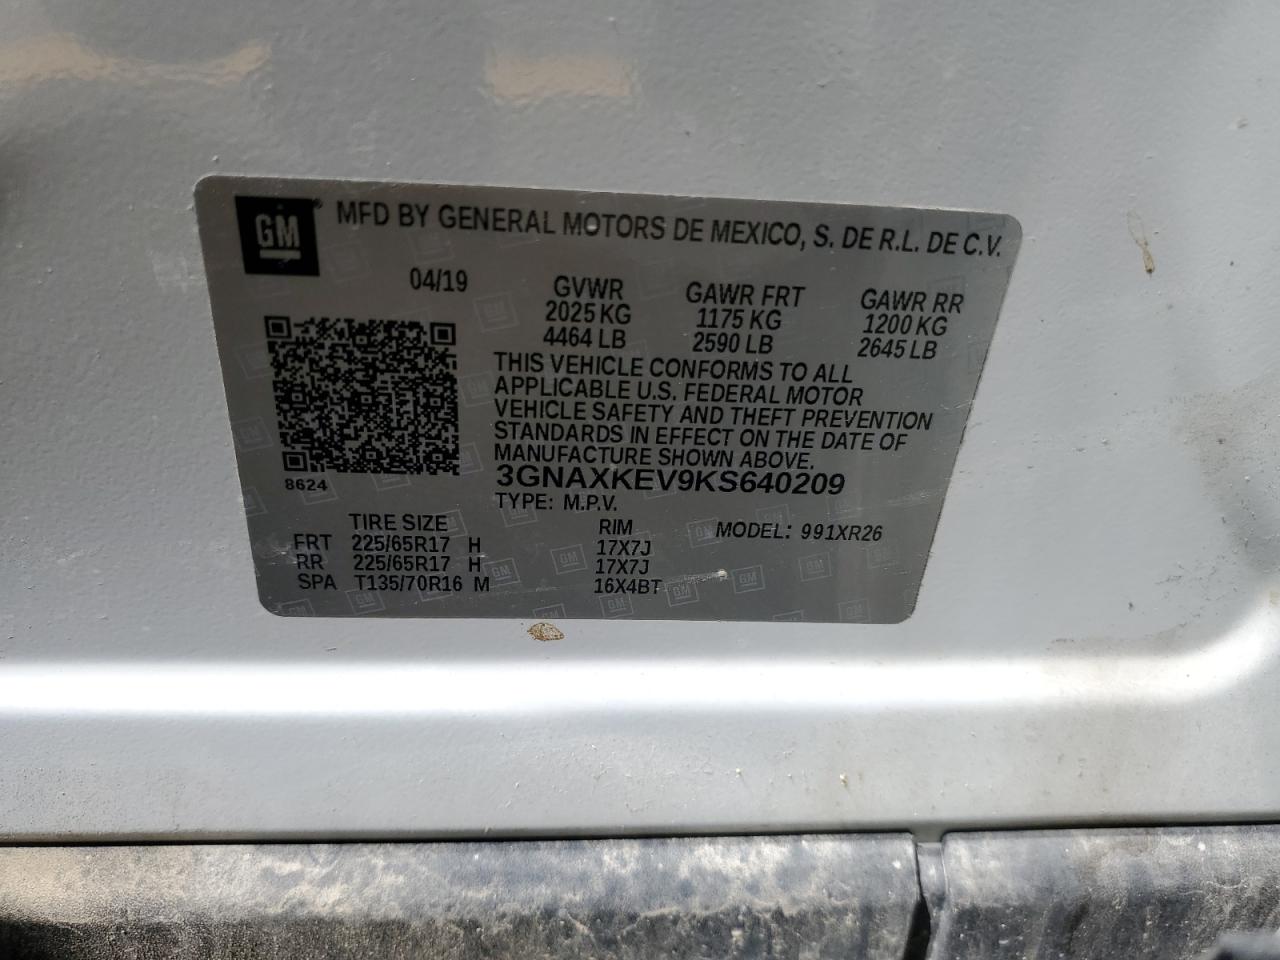 GM ® MFD BY GENERAL MOTORS DE MEXICO, S. DE R.L. DE C.V.
04/19 GVWR GAWR FRT GAWR RR
2025 KG 1175 KG 1200 KG
4464 LB 2590 LB 2645 LB
THIS VEHICLE CONFORMS TO ALL
APPLICABLE U.S. FEDERAL MOTOR
VEHICLE SAFETY AND THEFT PREVENTION
STANDARDS IN EFFECT ON THE DATE OF
MANUFACTURE SHOWN ABOVE.
8624 3GNAXKEV9KS640209
TYPE: M.P.V.
TIRE SIZE RIM MODEL: 991XR26
FRT 225/65R17 H 17X7J
RR 225/65R17 H 17X7J
SPA T135/70R16 M 16X4BT